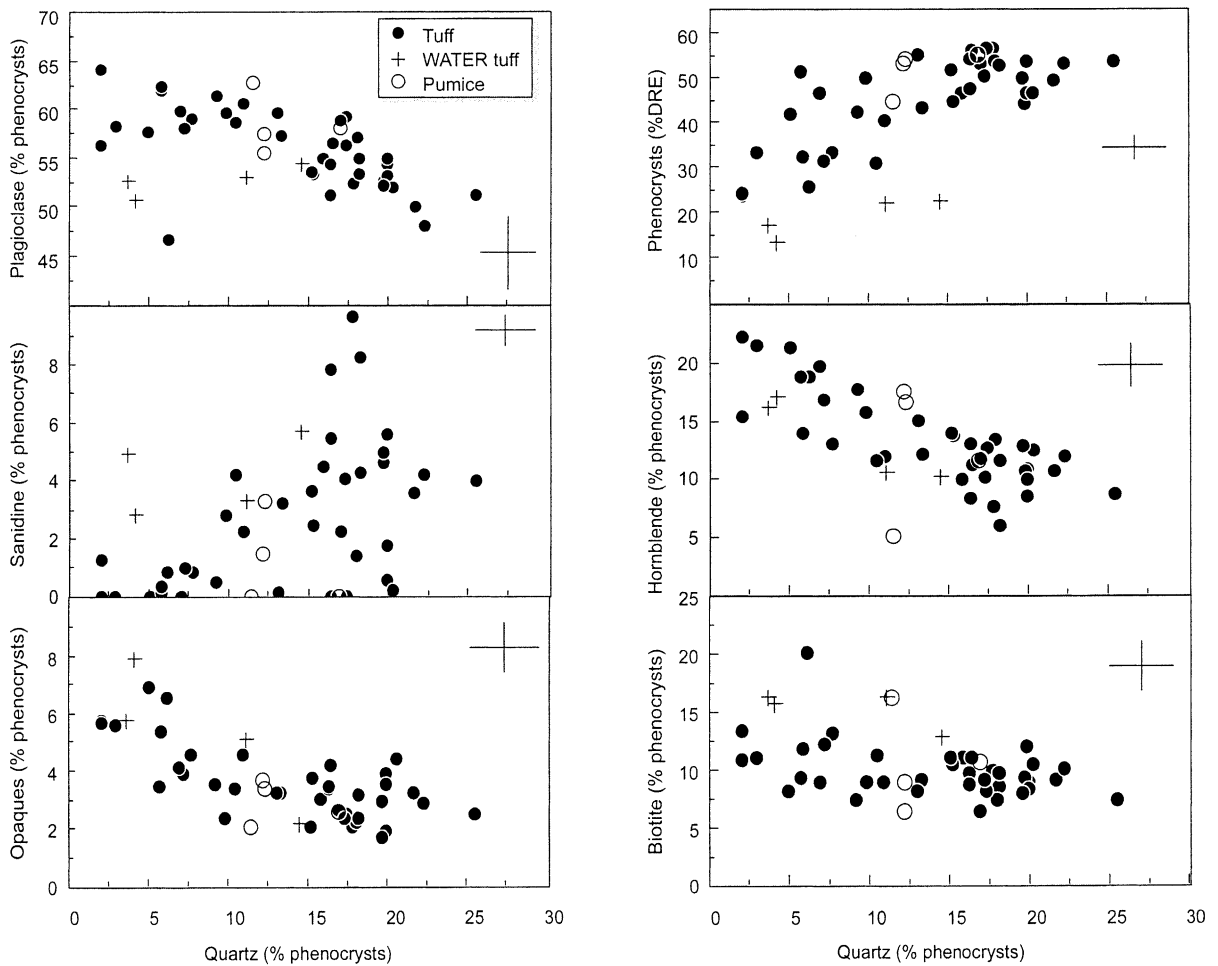 Plagioclase (% phenocrysts)
70
65
60
55
50
45
Tuff
WATER tuff
Pumice
Sanidine (% phenocrysts)
8
6
4
2
0
Opaques (% phenocrysts)
8
6
4
2
0
0 5 10 15 20 25 30
Quartz (% phenocrysts)
Phenocrysts (%DRE)
60
50
40
30
20
10
Hornblende (% phenocrysts)
20
15
10
5
Biotite (% phenocrysts)
25
20
15
10
5
0
0 5 10 15 20 25 30
Quartz (% phenocrysts)